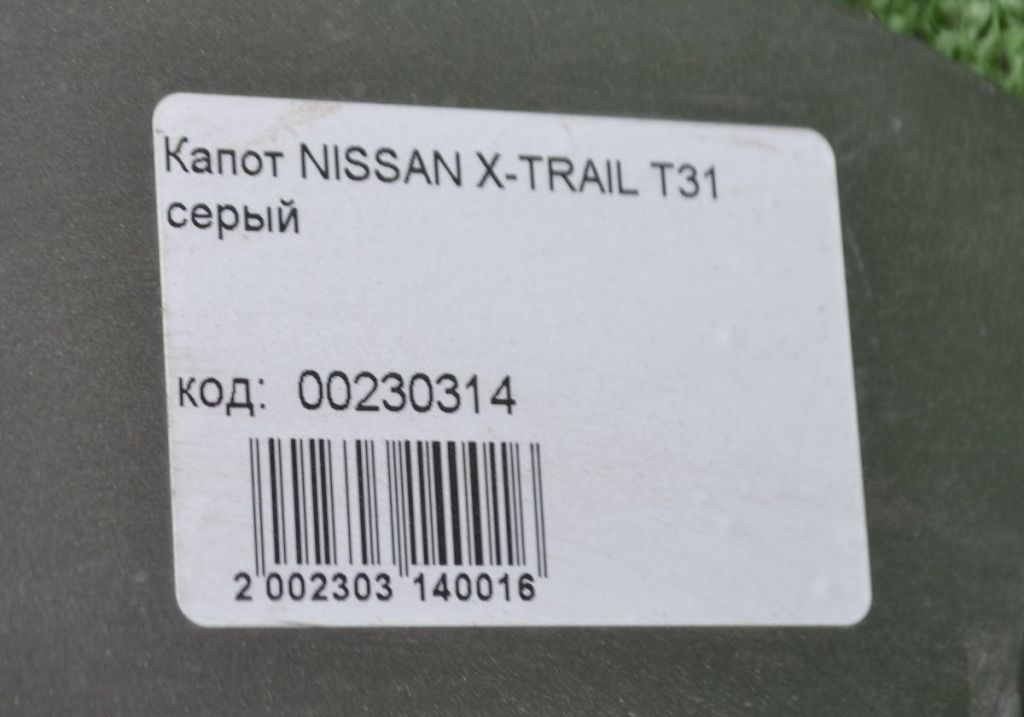 Капот NISSAN X-TRAIL T31
серый
код: 00230314
2 002303 140016